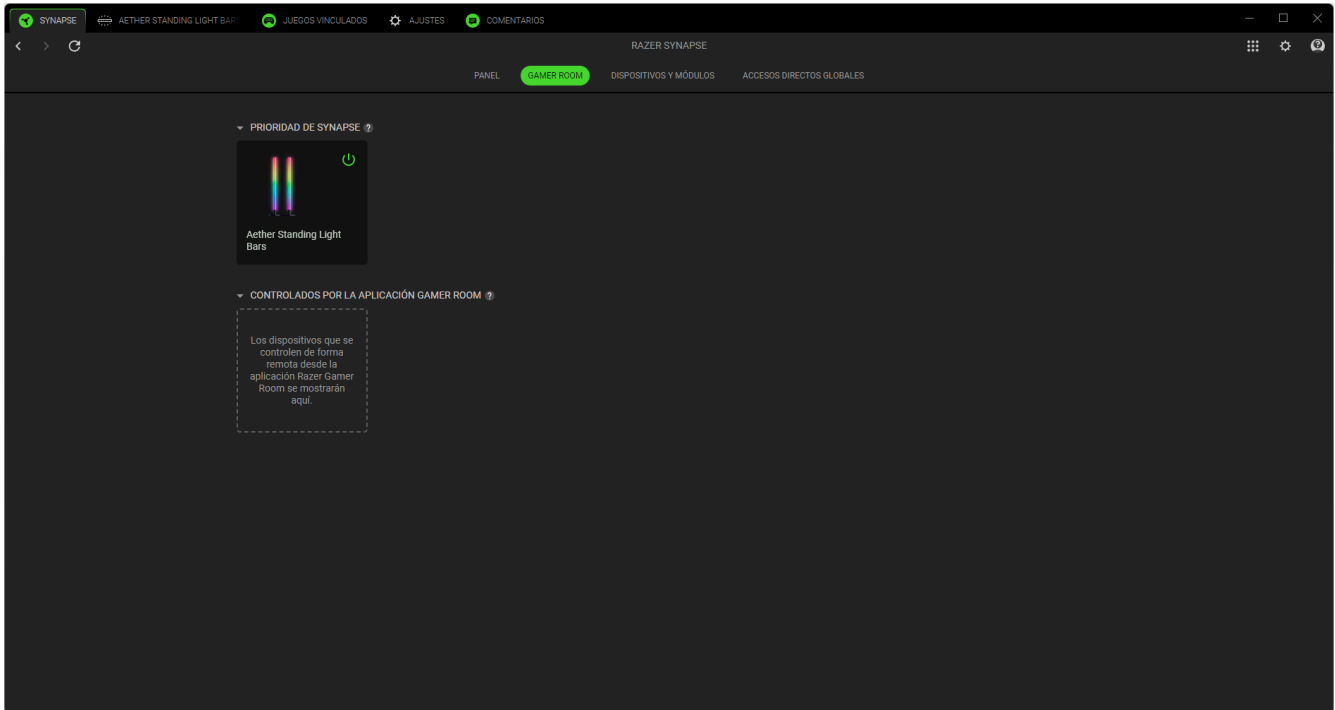 SYNAPSE
AETHER STANDING LIGHT BAR
JUEGOS VINCULADOS
AJUSTES
COMENTARIOS
RAZER SYNAPSE
PANEL
GAMER ROOM
DISPOSITIVOS Y MÓDULOS
ACCESOS DIRECTOS GLOBALES
PRIORIDAD DE SYNAPSE ?
Aether Standing Light
Bars
CONTROLADOS POR LA APLICACIÓN GAMER ROOM ?
Los dispositivos que se
controlen de forma
remota desde la
aplicación Razer Gamer
Room se mostrarán
aquí.